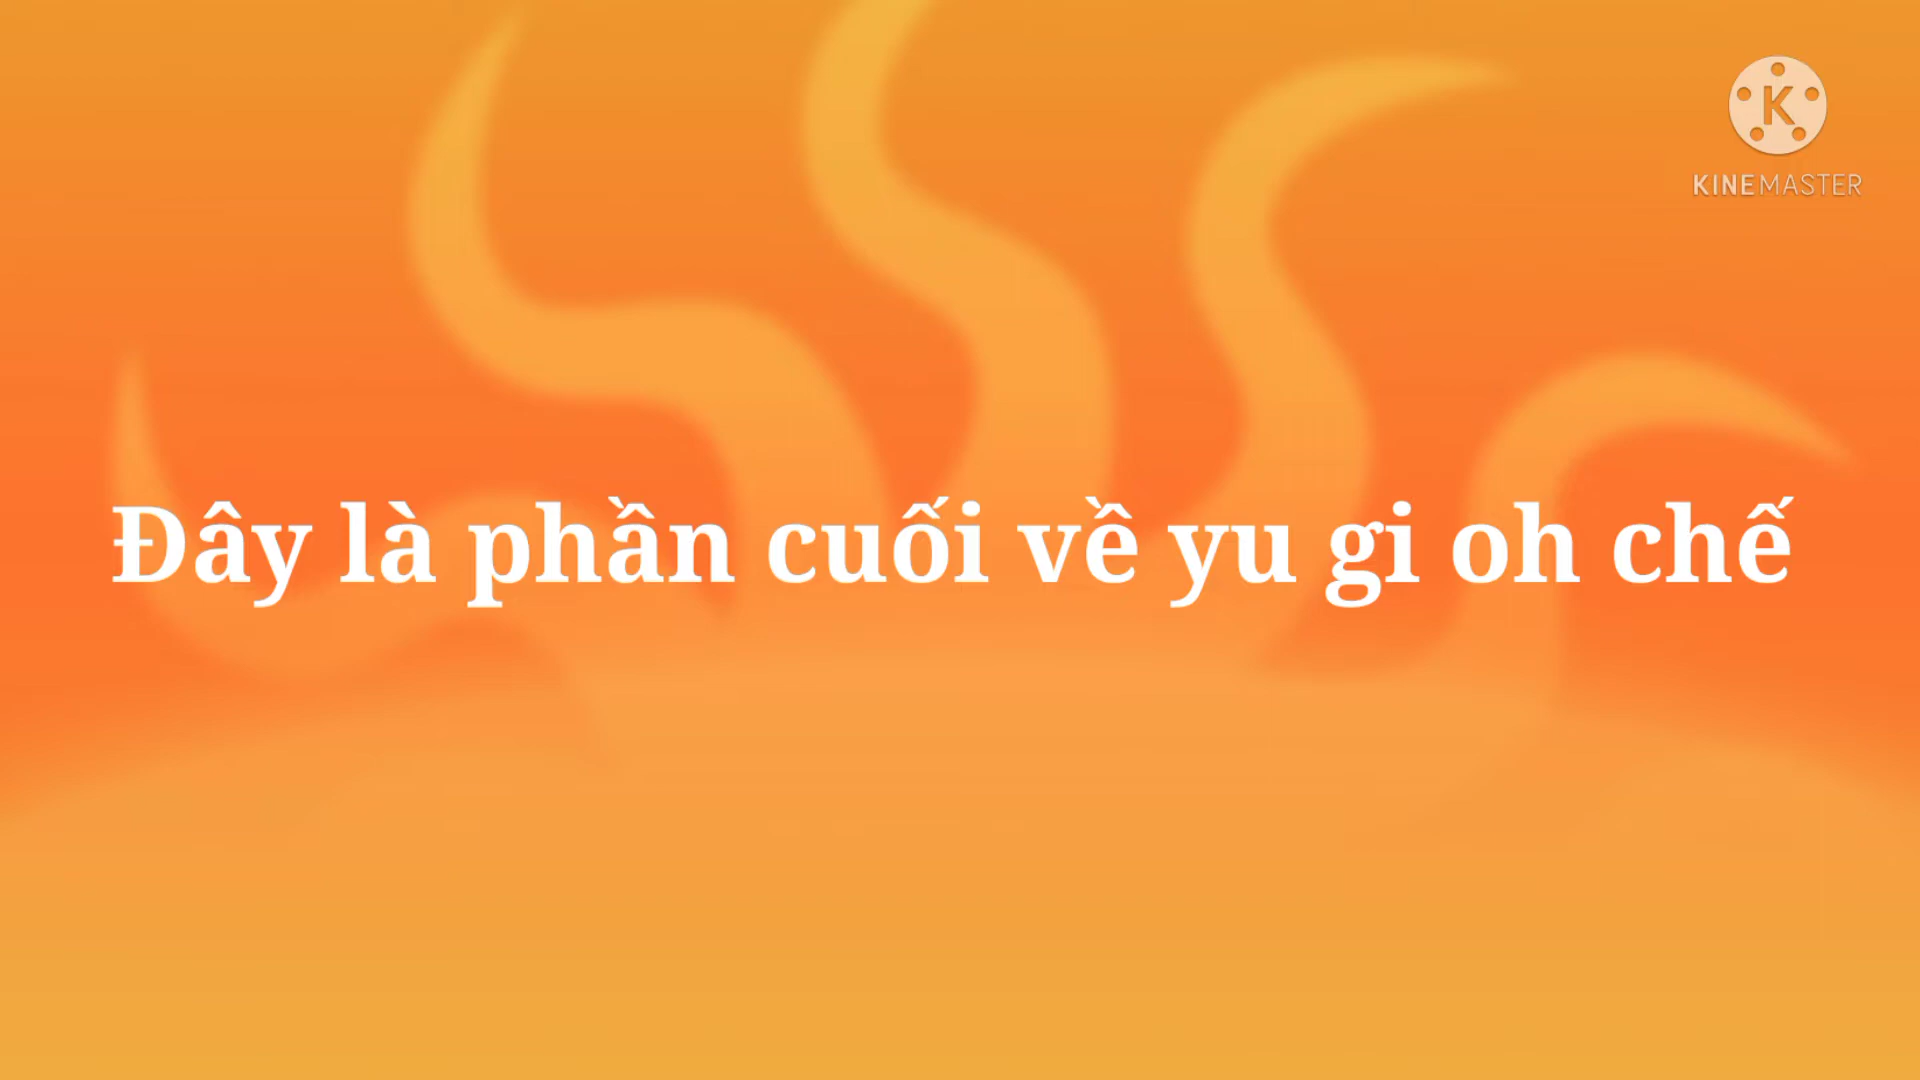 K
KINEMASTER
Đây là phần cuối về yu gi oh chế